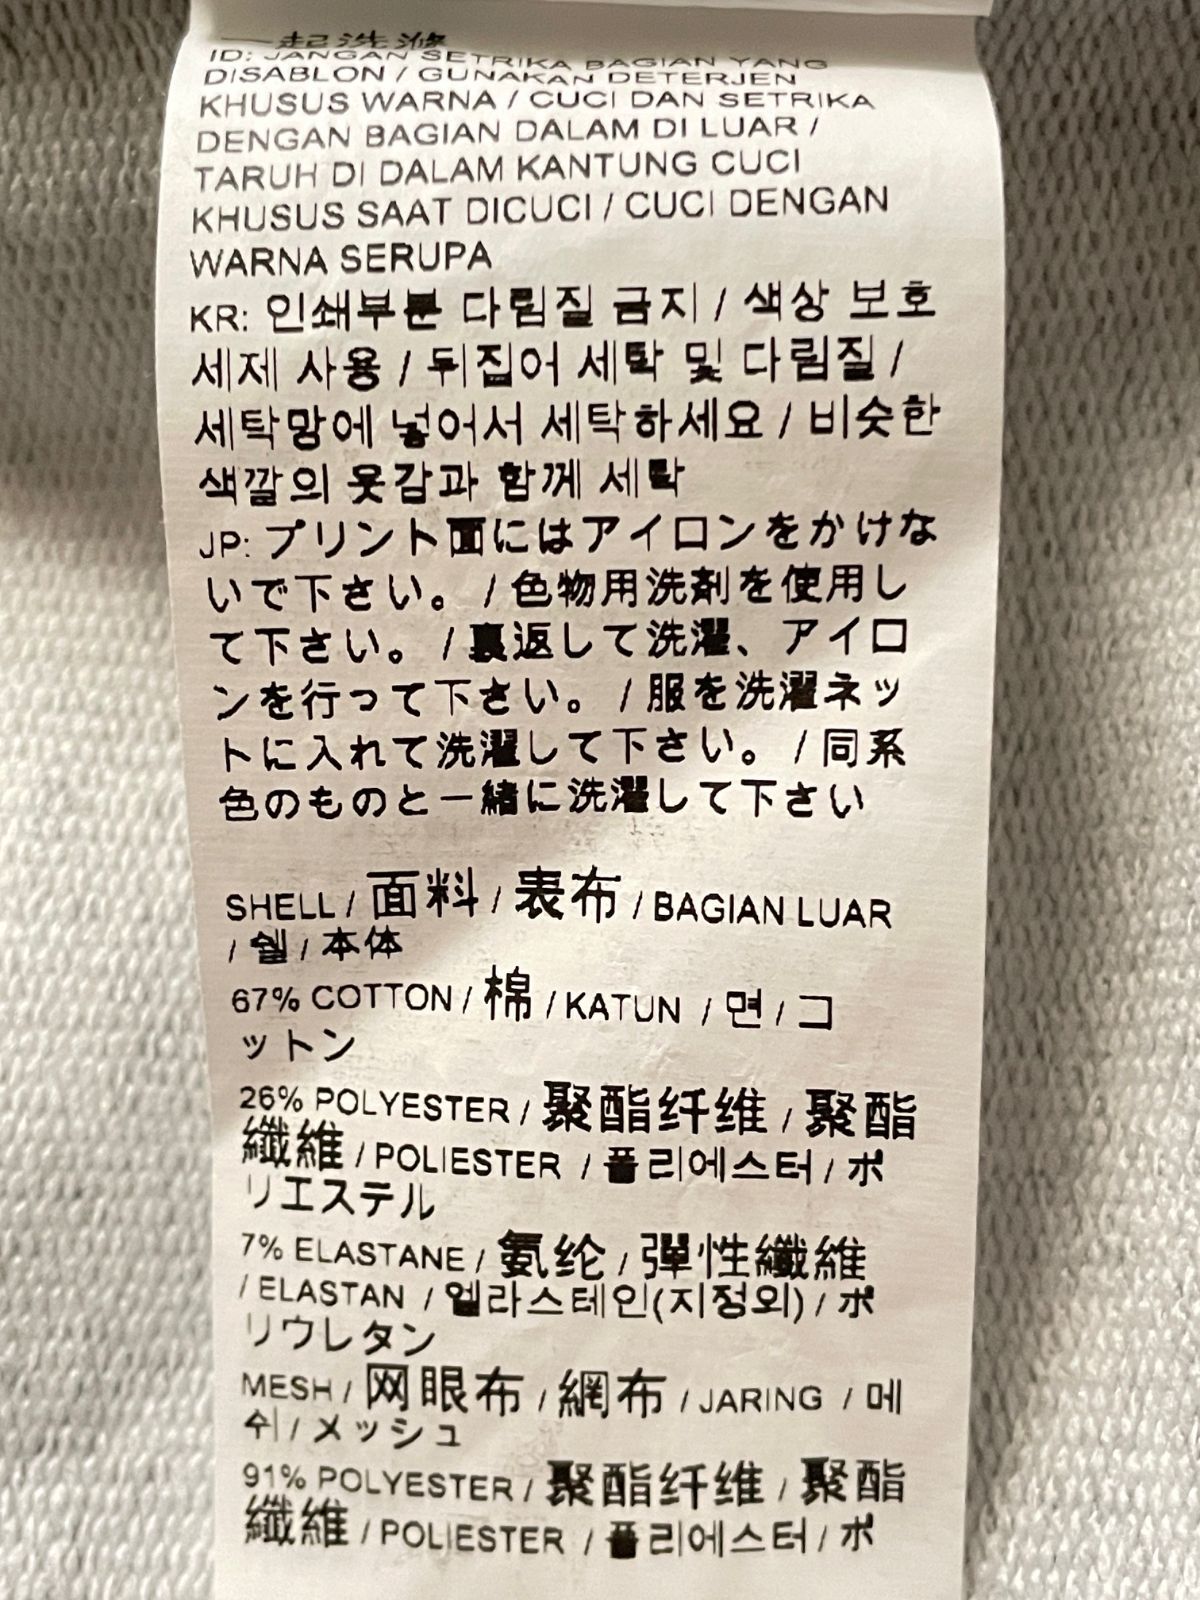 一起洗滌
ID: JANGAN SETRIKA BAGIAN YANG
DISABLON / GUNAKAN DETERJEN
KHUSUS WARNA / CUCI DAN SETRIKA
DENGAN BAGIAN DALAM DI LUAR /
TARUH DI DALAM KANTUNG CUCI
KHUSUS SAAT DICUCI / CUCI DENGAN
WARNA SERUPA
KR: 인쇄부분 다림질 금지 / 색상 보호
세제 사용 / 뒤집어 세탁 및 다림질 /
세탁망에 넣어서 세탁하세요 / 비슷한
색깔의 옷감과 함께 세탁
JP: プリント面にはアイロンをかけな
いで下さい。 / 色物用洗剤を使用し
て下さい。 / 裏返して洗濯、アイロ
ンを行って下さい。 / 服を洗濯ネッ
トに入れて洗濯して下さい。 / 同系
色のものと一緒に洗濯して下さい
SHELL / 面料 / 表布 / BAGIAN LUAR
/ 쉘 / 本体
67% COTTON / 棉 / KATUN / 면 / コ
ットン
26% POLYESTER / 聚酯纤维 / 聚酯
纖維 / POLIESTER / 폴리에스터 / ポ
リエステル
7% ELASTANE / 氨纶 / 彈性纖維
/ ELASTAN / 엘라스테인(지정외) / ポ
リウレタン
MESH / 网眼布 / 網布 / JARING / 메
쉬 / メッシュ
91% POLYESTER / 聚酯纤维 / 聚酯
纖維 / POLIESTER / 폴리에스터 / ポ